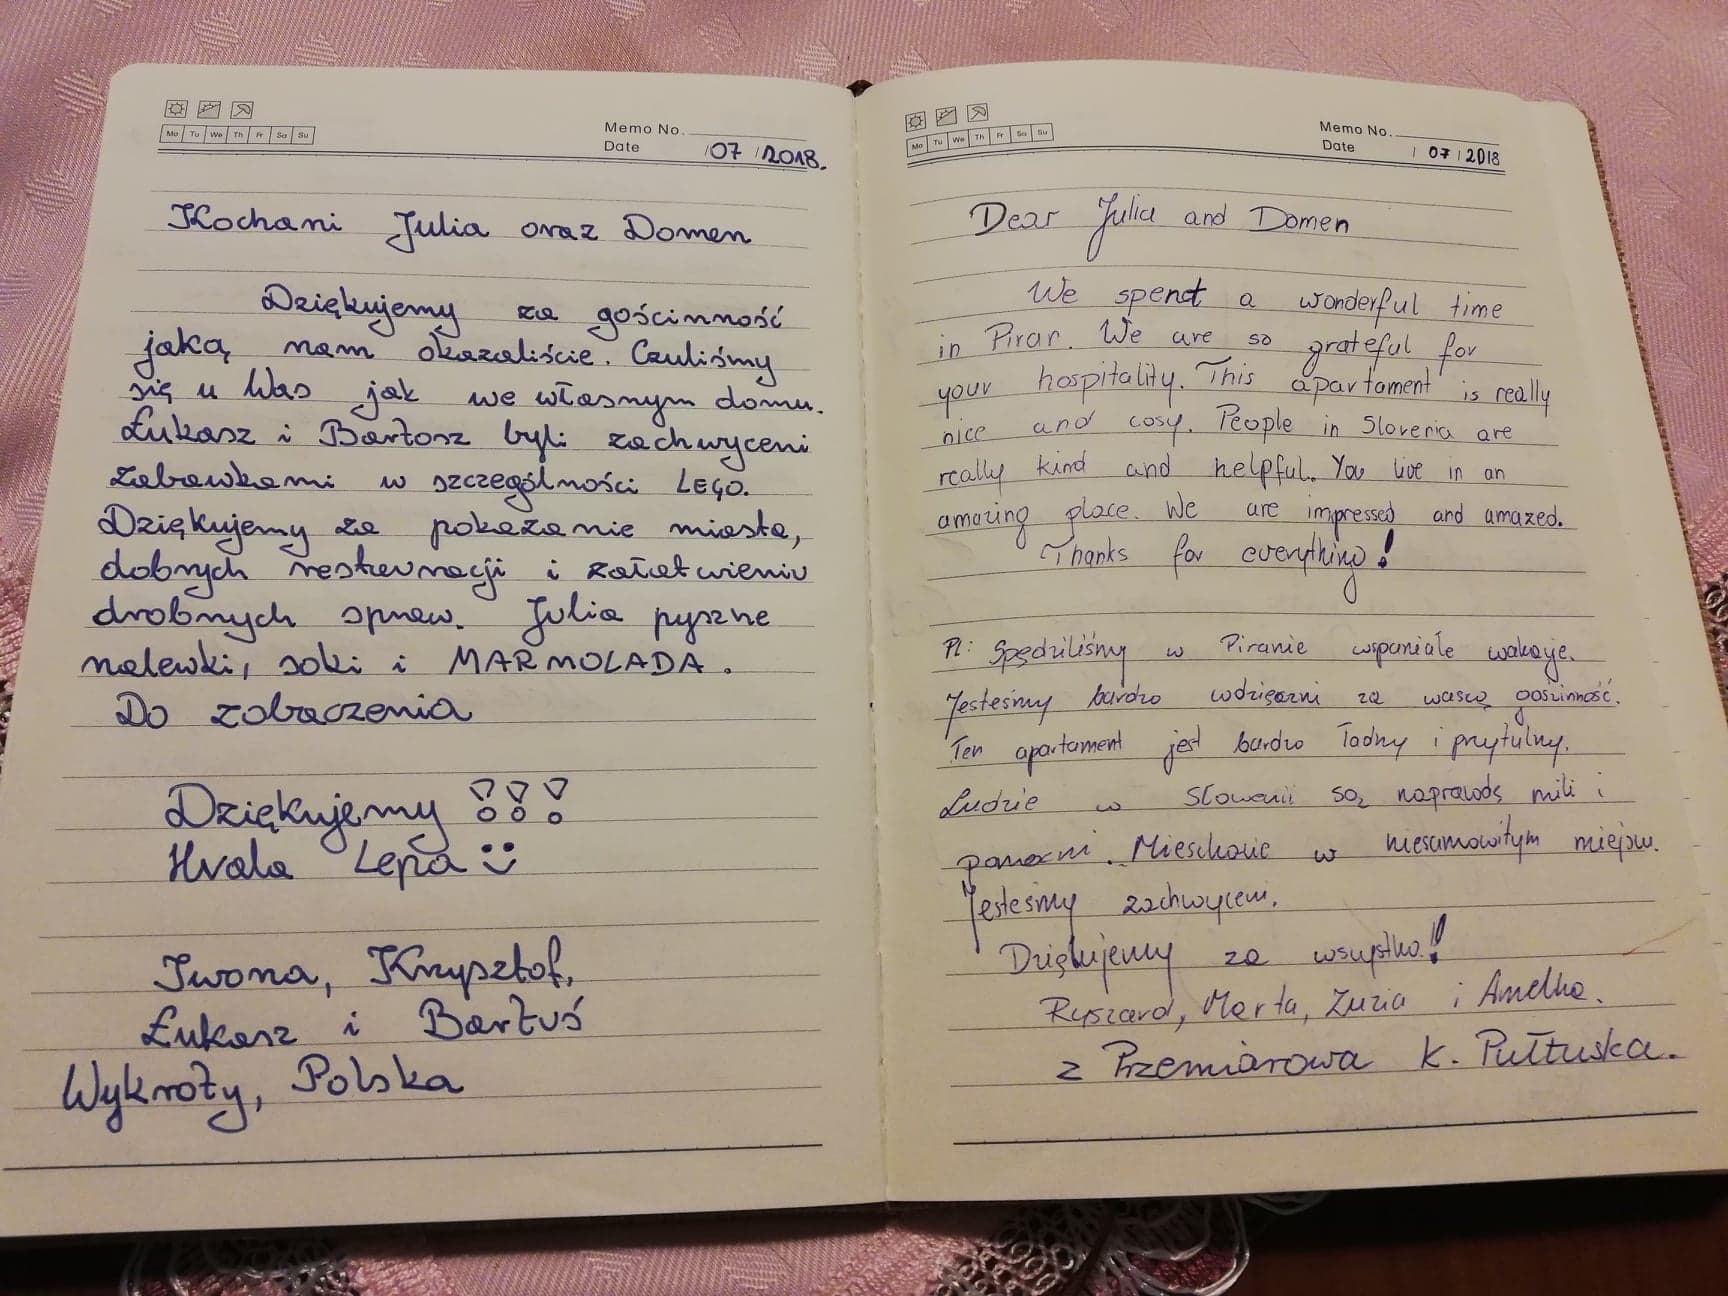 Mo Tu We Th Fr Sa Su
Memo No.
Date /07 /2018.
Kochani Julia oraz Domen
Dziękujemy za gościnność
jaką nam okazaliście. Czuliśmy
się u Was jak we własnym domu.
Łukasz i Bartosz byli zachwyceni
zabawkami w szczególności LEGO.
Dziękujemy za pokazanie miasta,
dobrych restauracji i załatwieniu
drobnych spraw. Julia pyszne
nalewki, soki i MARMOLADA.
Do zobaczenia
Dziękujemy !!!
Hvala Lepa :)
Iwona, Krzysztof,
Łukasz i Bartuś
Wykroty, Polska
Mo Tu We Th Fr Sa Su
Memo No.
Date / 07 / 2018
Dear Julia and Domen
We spend a wonderful time
in Piran. We are so grateful for
your hospitality. This apartament is really
nice and cosy. People in Slovenia are
really kind and helpful. You live in an
amazing place. We are impressed and amazed.
Thanks for everything!
Pl: Spędziliśmy w Piranie wspaniałe wakacje.
Jesteśmy bardzo wdzięczni za waszą gościnność.
Ten apartament jest bardzo ładny i przytulny.
Ludzie w Słowenii są naprawdę mili i
pomocni. Mieszkacie w niesamowitym miejscu.
Jesteśmy zachwyceni.
Dziękujemy za wszystko!
Ryszard, Marta, Zuzia i Amelka.
z Przemiarowa k. Pułtuska.